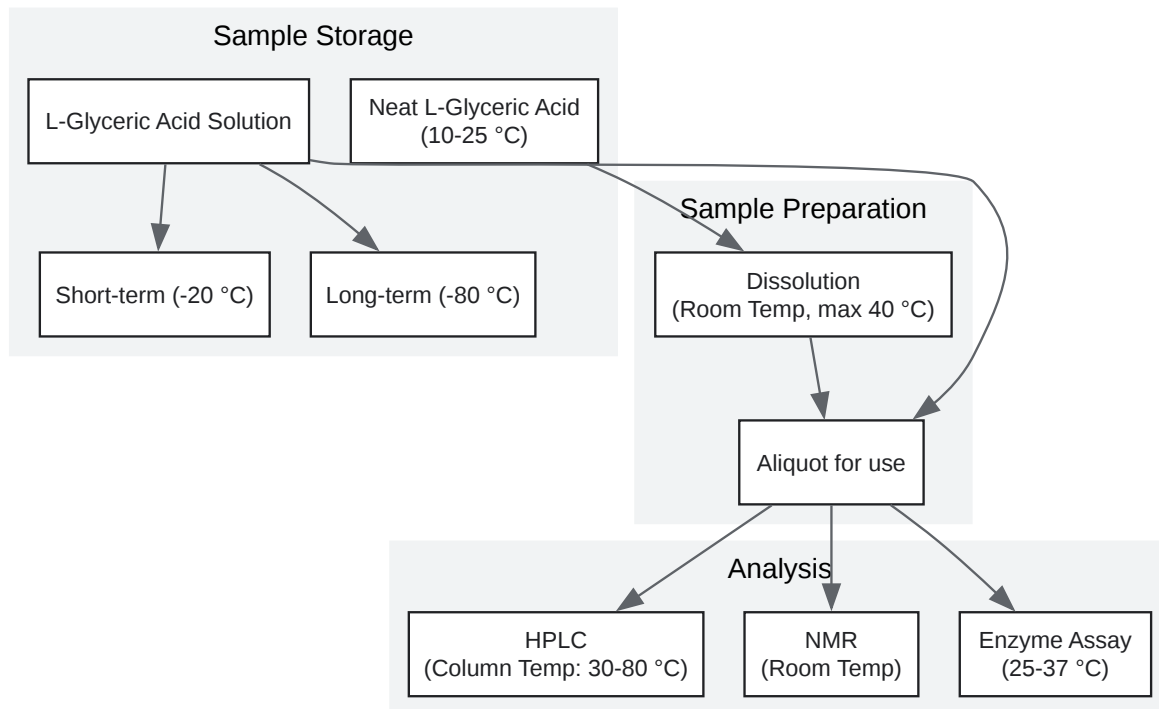 Sample Storage
L-Glyceric Acid Solution
Neat L-Glyceric Acid
(10-25 °C)
Short-term (-20 °C)
Long-term (-80 °C)
Sample Preparation
Dissolution
(Room Temp, max 40 °C)
Aliquot for use
Analysis
HPLC
(Column Temp: 30-80 °C)
NMR
(Room Temp)
Enzyme Assay
(25-37 °C)